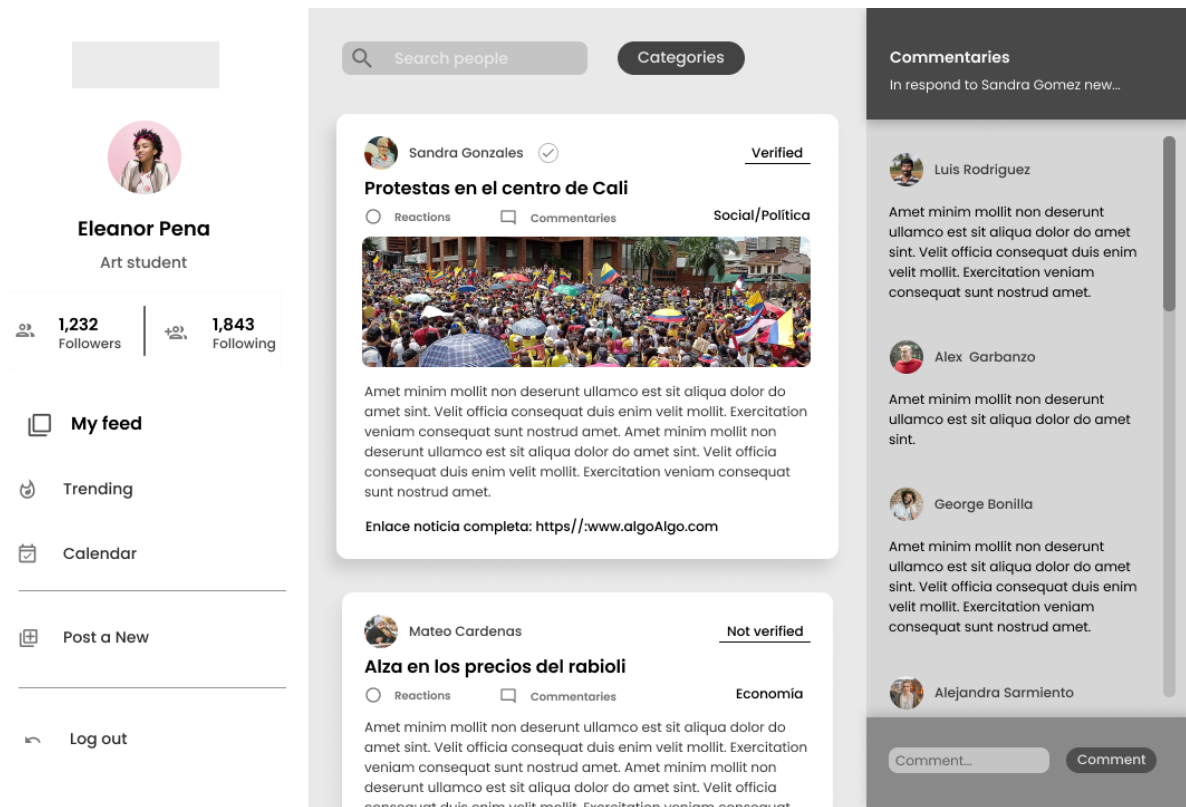 Eleanor Pena
Art student
1,232
Followers
1,843
Following
My feed
Trending
Calendar
Post a New
Log out
Search people
Categories
Sandra Gonzales
Verified
Protestas en el centro de Cali
Reactions
Commentaries
Social/Política
Amet minim mollit non deserunt ullamco est sit aliqua dolor do
amet sint. Velit officia consequat duis enim velit mollit. Exercitation
veniam consequat sunt nostrud amet. Amet minim mollit non
deserunt ullamco est sit aliqua dolor do amet sint. Velit officia
consequat duis enim velit mollit. Exercitation veniam consequat
sunt nostrud amet.
Enlace noticia completa: https//:www.algoAlgo.com
Mateo Cardenas
Not verified
Alza en los precios del rabioli
Reactions
Commentaries
Economía
Amet minim mollit non deserunt ullamco est sit aliqua dolor do
amet sint. Velit officia consequat duis enim velit mollit. Exercitation
veniam consequat sunt nostrud amet. Amet minim mollit non
deserunt ullamco est sit aliqua dolor do amet sint. Velit officia
consequat duis enim velit mollit. Exercitation veniam consequat
Commentaries
In respond to Sandra Gomez new...
Luis Rodriguez
Amet minim mollit non deserunt
ullamco est sit aliqua dolor do amet
sint. Velit officia consequat duis enim
velit mollit. Exercitation veniam
consequat sunt nostrud amet.
Alex Garbanzo
Amet minim mollit non deserunt
ullamco est sit aliqua dolor do amet
sint.
George Bonilla
Amet minim mollit non deserunt
ullamco est sit aliqua dolor do amet
sint. Velit officia consequat duis enim
velit mollit. Exercitation veniam
consequat sunt nostrud amet.
Alejandra Sarmiento
Comment...
Comment